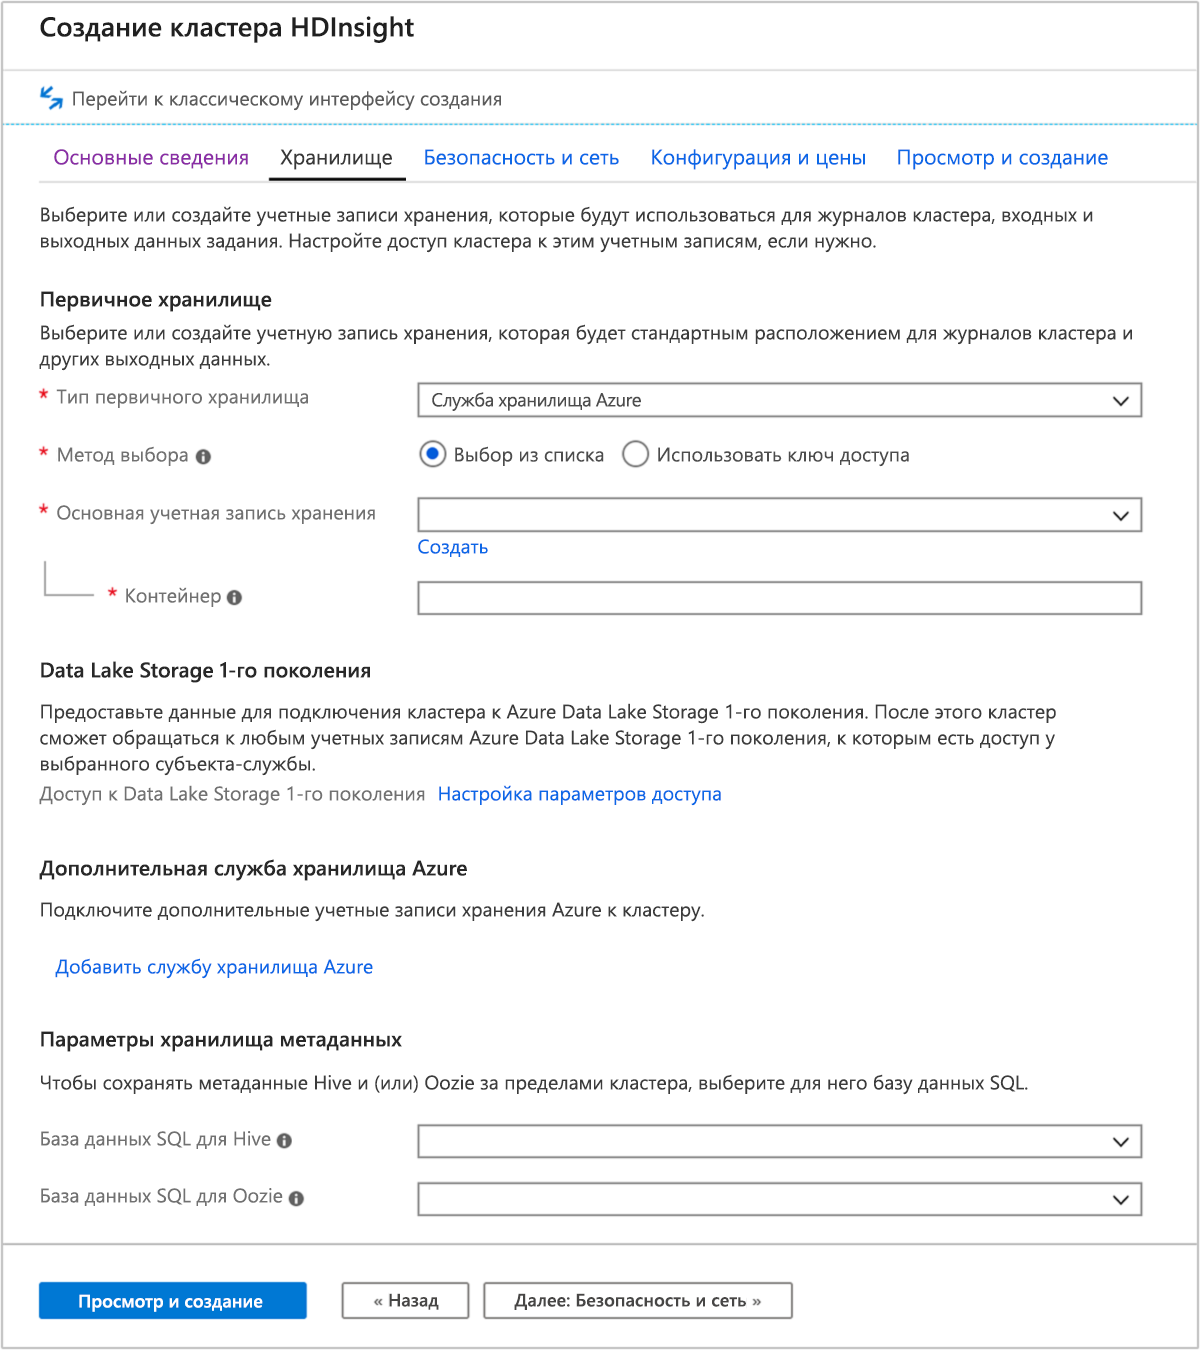 Создание кластера HDInsight
Перейти к классическому интерфейсу создания
Основные сведения Хранилище Безопасность и сеть Конфигурация и цены Просмотр и создание
Выберите или создайте учетные записи хранения, которые будут использоваться для журналов кластера, входных и
выходных данных задания. Настройте доступ кластера к этим учетным записям, если нужно.
Первичное хранилище
Выберите или создайте учетную запись хранения, которая будет стандартным расположением для журналов кластера и
других выходных данных.
* Тип первичного хранилища Служба хранилища Azure
* Метод выбора Выбор из списка Использовать ключ доступа
* Основная учетная запись хранения
Создать
* Контейнер
Data Lake Storage 1-го поколения
Предоставьте данные для подключения кластера к Azure Data Lake Storage 1-го поколения. После этого кластер
сможет обращаться к любым учетных записям Azure Data Lake Storage 1-го поколения, к которым есть доступ у
выбранного субъекта-службы.
Доступ к Data Lake Storage 1-го поколения Настройка параметров доступа
Дополнительная служба хранилища Azure
Подключите дополнительные учетные записи хранения Azure к кластеру.
Добавить службу хранилища Azure
Параметры хранилища метаданных
Чтобы сохранять метаданные Hive и (или) Oozie за пределами кластера, выберите для него базу данных SQL.
База данных SQL для Hive
База данных SQL для Oozie
Просмотр и создание « Назад Далее: Безопасность и сеть »